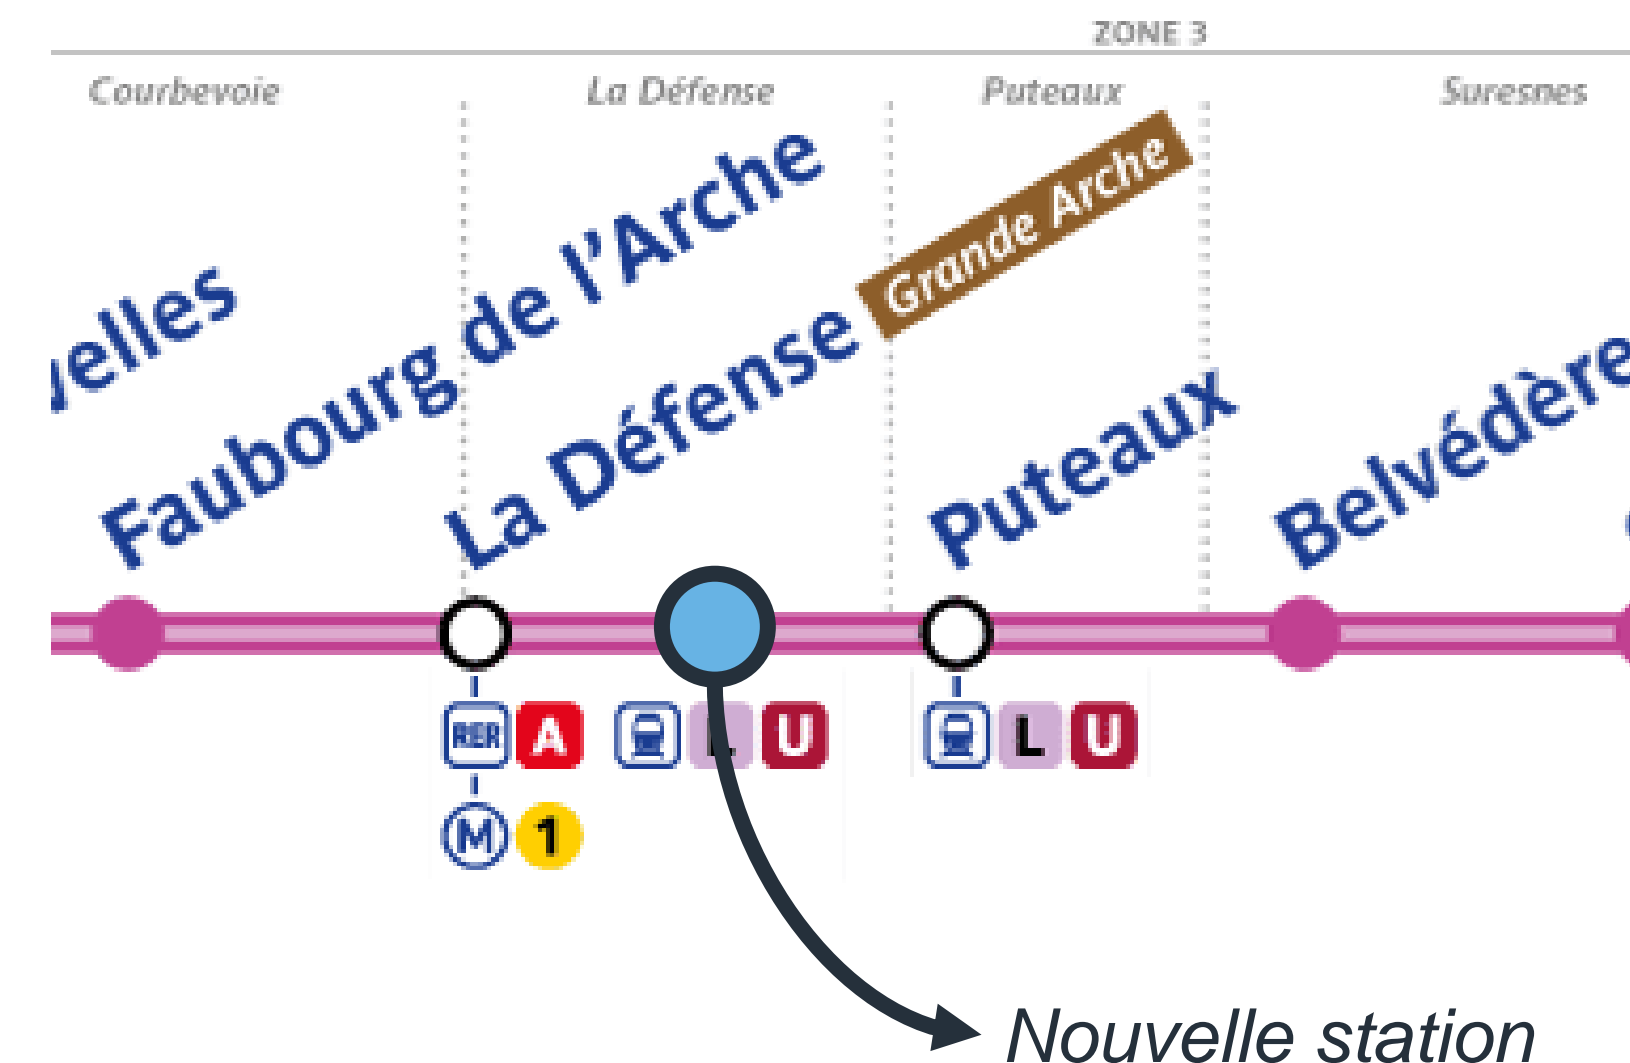 ZONE 3
Courbevoie
La Défense
Puteaux
Suresnes
velles
Faubourg de l'Arche
La Défense
Grande Arche
Puteaux
Belvédère
RER A
L U
L U
M 1
Nouvelle station